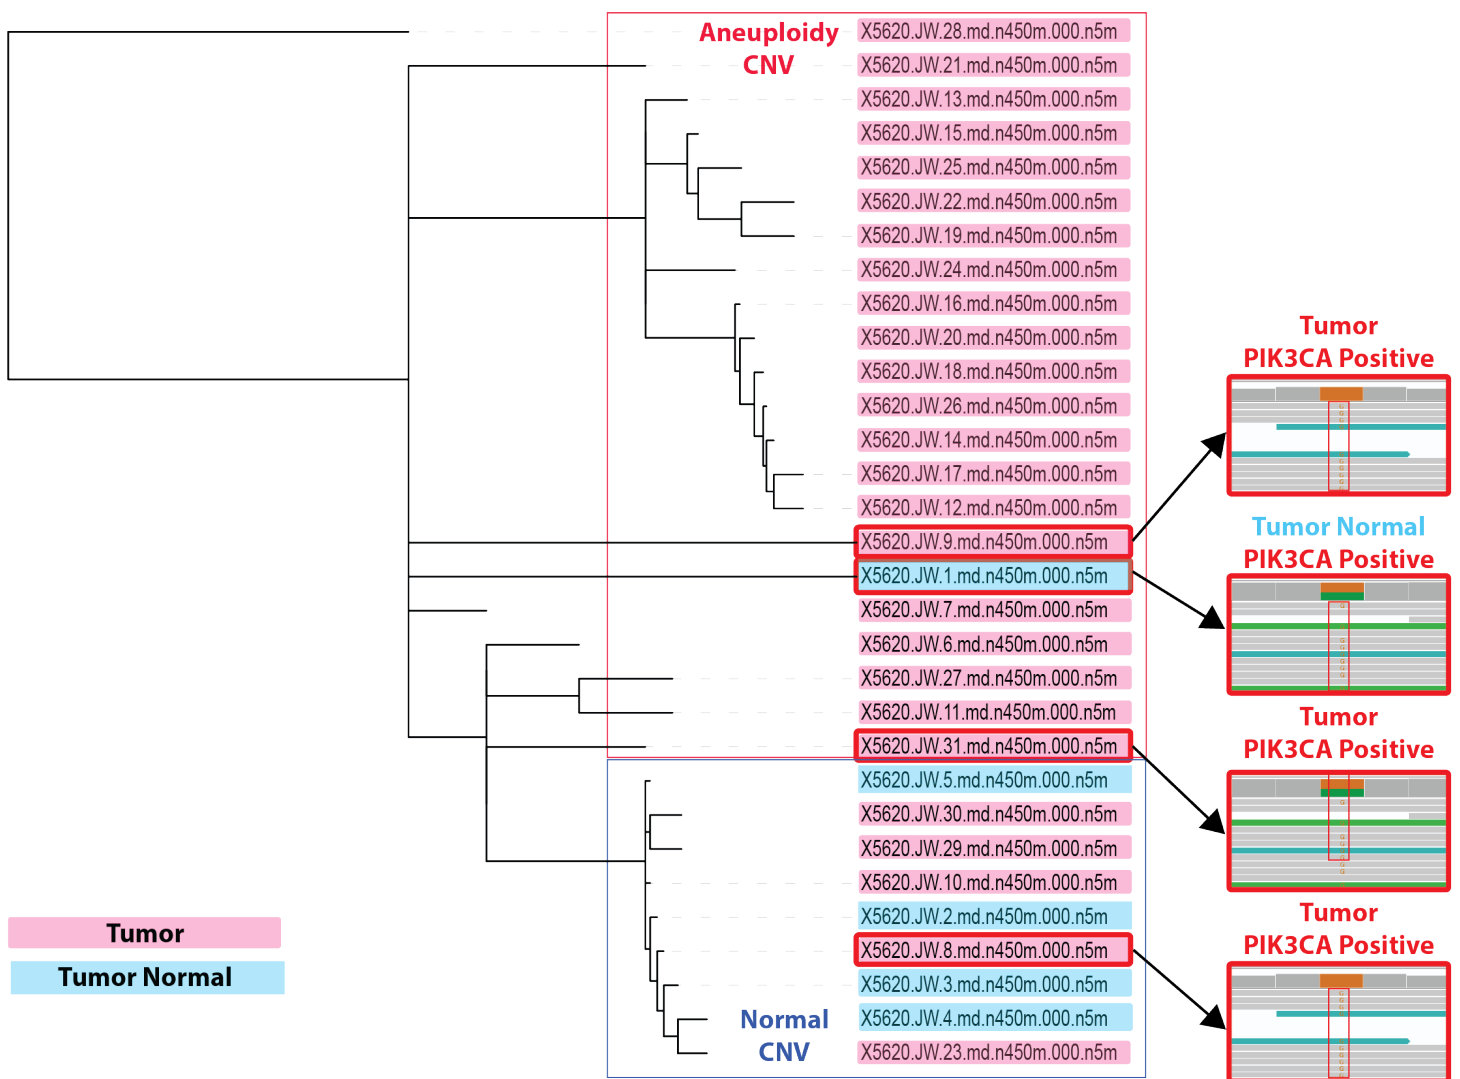 Aneuploidy
CNV
X5620.JW.28.md.n450m.000.n5m
X5620.JW.21.md.n450m.000.n5m
X5620.JW.13.md.n450m.000.n5m
X5620.JW.15.md.n450m.000.n5m
X5620.JW.25.md.n450m.000.n5m
X5620.JW.22.md.n450m.000.n5m
X5620.JW.19.md.n450m.000.n5m
X5620.JW.24.md.n450m.000.n5m
X5620.JW.16.md.n450m.000.n5m
X5620.JW.20.md.n450m.000.n5m
X5620.JW.18.md.n450m.000.n5m
X5620.JW.26.md.n450m.000.n5m
X5620.JW.14.md.n450m.000.n5m
X5620.JW.17.md.n450m.000.n5m
X5620.JW.12.md.n450m.000.n5m
X5620.JW.9.md.n450m.000.n5m
X5620.JW.1.md.n450m.000.n5m
X5620.JW.7.md.n450m.000.n5m
X5620.JW.6.md.n450m.000.n5m
X5620.JW.27.md.n450m.000.n5m
X5620.JW.11.md.n450m.000.n5m
X5620.JW.31.md.n450m.000.n5m
X5620.JW.5.md.n450m.000.n5m
X5620.JW.30.md.n450m.000.n5m
X5620.JW.29.md.n450m.000.n5m
X5620.JW.10.md.n450m.000.n5m
X5620.JW.2.md.n450m.000.n5m
X5620.JW.8.md.n450m.000.n5m
X5620.JW.3.md.n450m.000.n5m
X5620.JW.4.md.n450m.000.n5m
X5620.JW.23.md.n450m.000.n5m
Normal
CNV
Tumor
PIK3CA Positive
Tumor Normal
PIK3CA Positive
Tumor
PIK3CA Positive
Tumor
PIK3CA Positive
Tumor
Tumor Normal